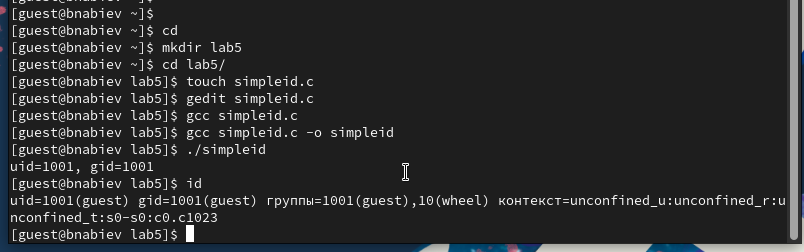 [guest@bnabiev ~]$
[guest@bnabiev ~]$ cd
[guest@bnabiev ~]$ mkdir lab5
[guest@bnabiev ~]$ cd lab5/
[guest@bnabiev lab5]$ touch simpleid.c
[guest@bnabiev lab5]$ gedit simpleid.c
[guest@bnabiev lab5]$ gcc simpleid.c
[guest@bnabiev lab5]$ gcc simpleid.c -o simpleid
[guest@bnabiev lab5]$ ./simpleid
uid=1001, gid=1001
[guest@bnabiev lab5]$ id
uid=1001(guest) gid=1001(guest) группы=1001(guest),10(wheel) контекст=unconfined_u:unconfined_r:u
nconfined_t:s0-s0:c0.c1023
[guest@bnabiev lab5]$